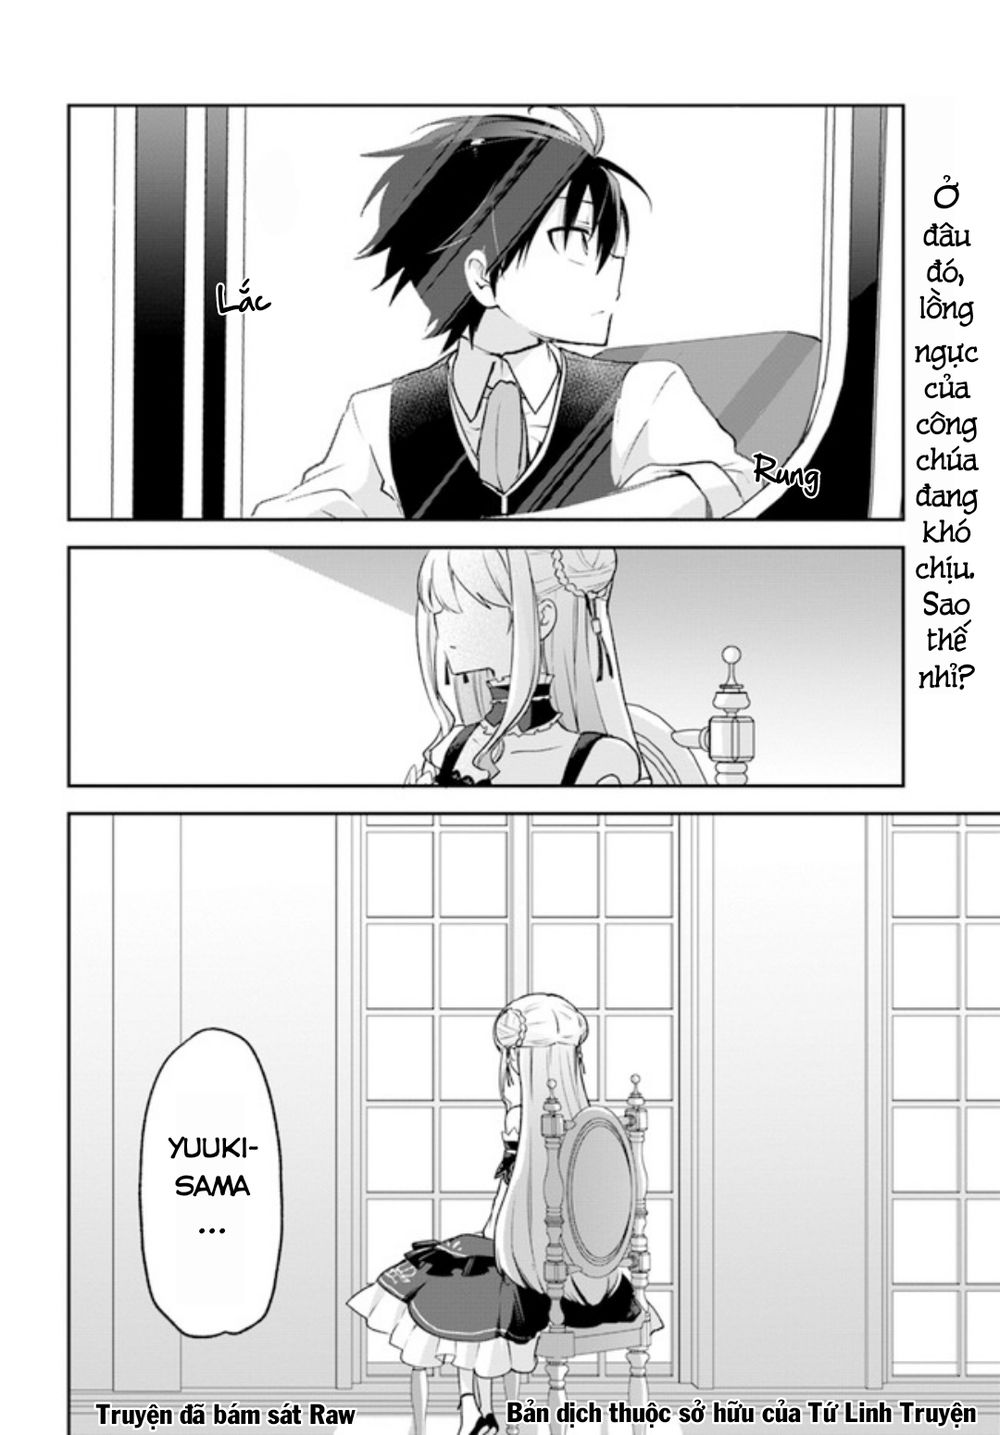 Ở
đâu
đó,
lồng
ngực
của
công
chúa
đang
khó
chịu.
Sao
thế
nhỉ?
Lắc
Rung
YUUKI-
SAMA
...
Truyện đã bám sát Raw
Bản dịch thuộc sở hữu của Tứ Linh Truyện